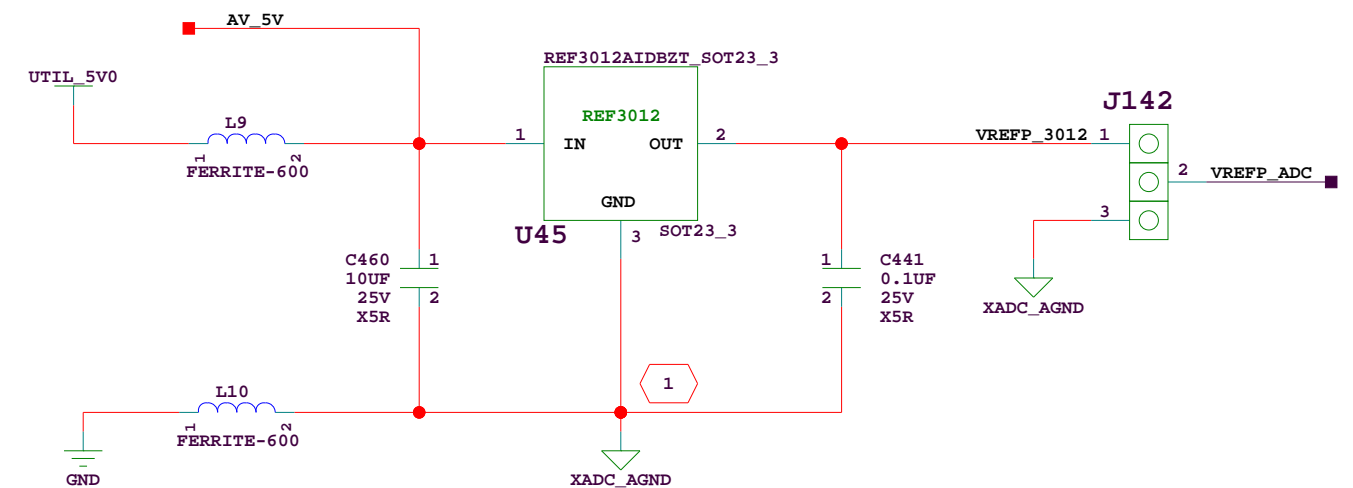 AV_5V
UTIL_5V0
L9
1
2
FERRITE-600
REF3012AIDBZT_SOT23_3
REF3012
1
IN
OUT
2
GND
U45
3
SOT23_3
J142
VREFP_3012
1
2
VREFP_ADC
3
XADC_AGND
C460
10UF
25V
X5R
1
2
1
2
C441
0.1UF
25V
X5R
1
L10
1
2
FERRITE-600
GND
XADC_AGND